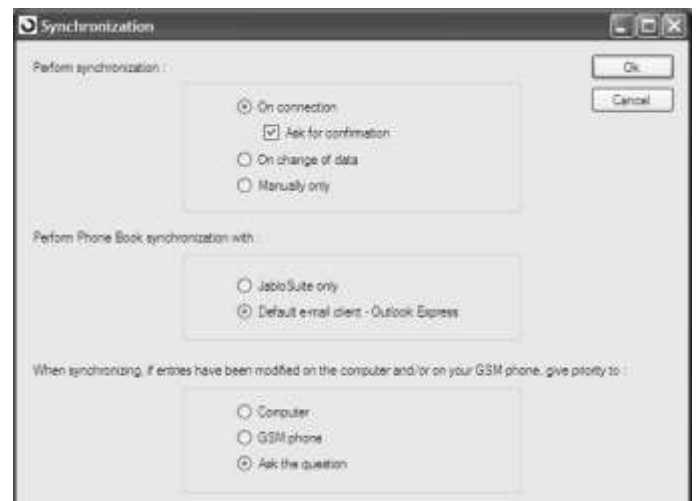 Synchronization
Perform synchronization :
Ok
Cancel
On connection
Ask for confirmation
On change of data
Manually only
Perform Phone Book synchronization with :
JabloSuite only
Default e-mail client - Outlook Express
When synchronizing, if entries have been modified on the computer and/or on your GSM phone, give priority to :
Computer
GSM phone
Ask the question